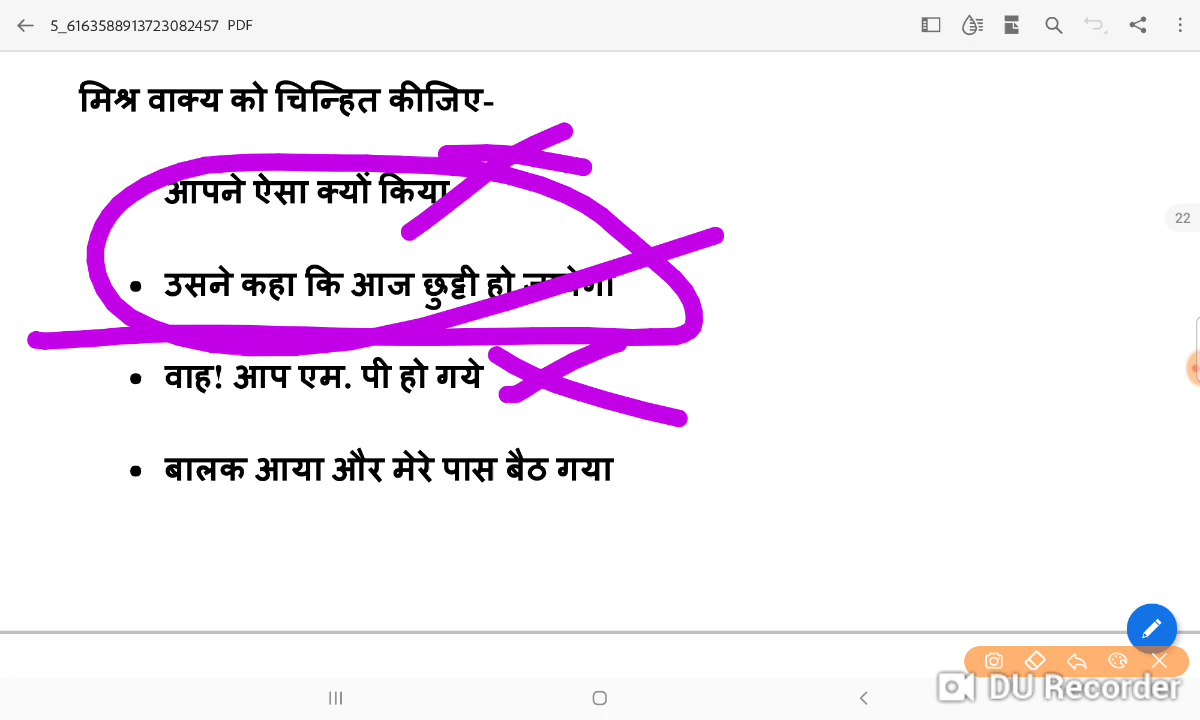 5_6163588913723082457 PDF
22
मिश्र वाक्य को चिन्हित कीजिए-
आपने ऐसा क्यों किया
• उसने कहा कि आज छुट्टी हो
• वाह! आप एम. पी हो गये
• बालक आया और मेरे पास बैठ गया
DU Recorder